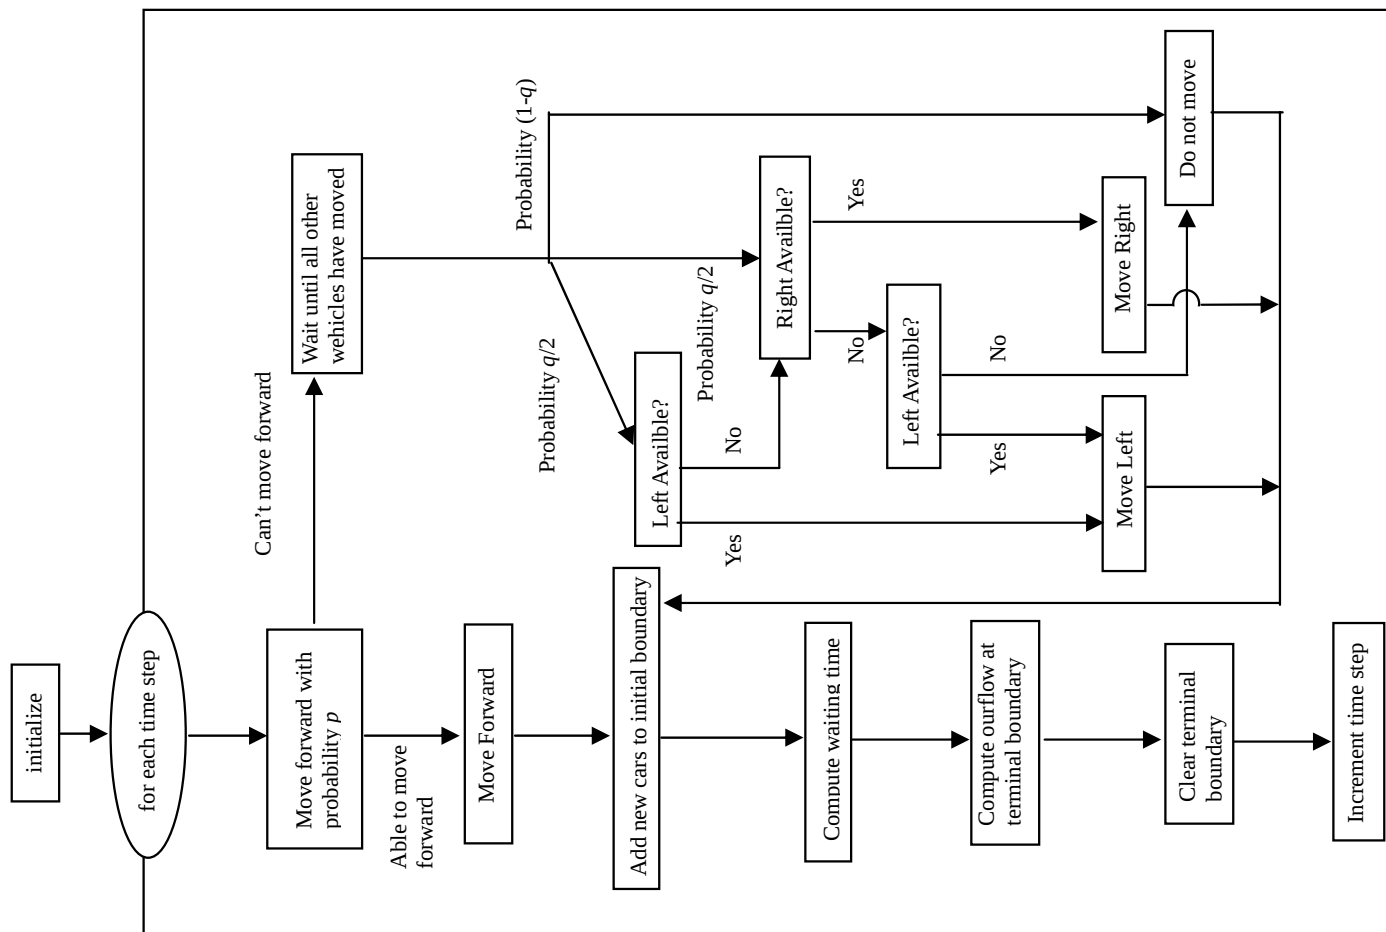 initialize
for each time step
Move forward with
probability p
Can’t move forward
Able to move
forward
Wait until all other
wehicles have moved
Move Forward
Probability (1-q)
Probability q/2
Probability q/2
Left Availble?
No
Yes
Right Availble?
Yes
No
Left Availble?
No
Yes
Move Right
Move Left
Do not move
Add new cars to initial boundary
Compute waiting time
Compute ourflow at
terminal boundary
Clear terminal
boundary
Increment time step